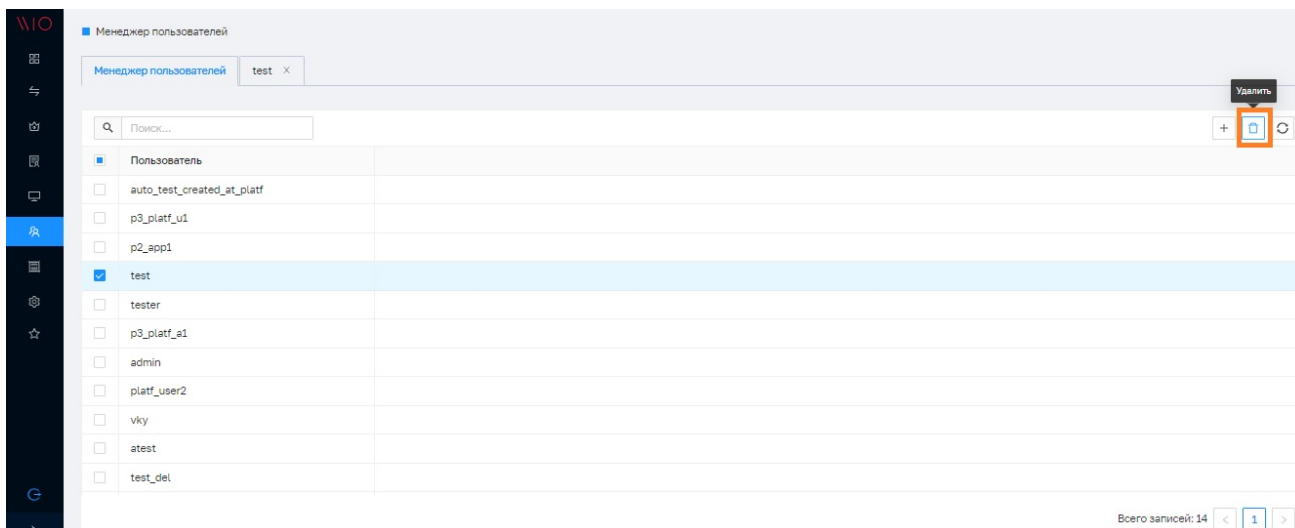 WIO
Менеджер пользователей
Менеджер пользователей test ×
Удалить
Поиск...
Пользователь
auto_test_created_at_platf
p3_platf_u1
p2_app1
test
tester
p3_platf_a1
admin
platf_user2
vky
atest
test_del
Всего записей: 14 < 1 >